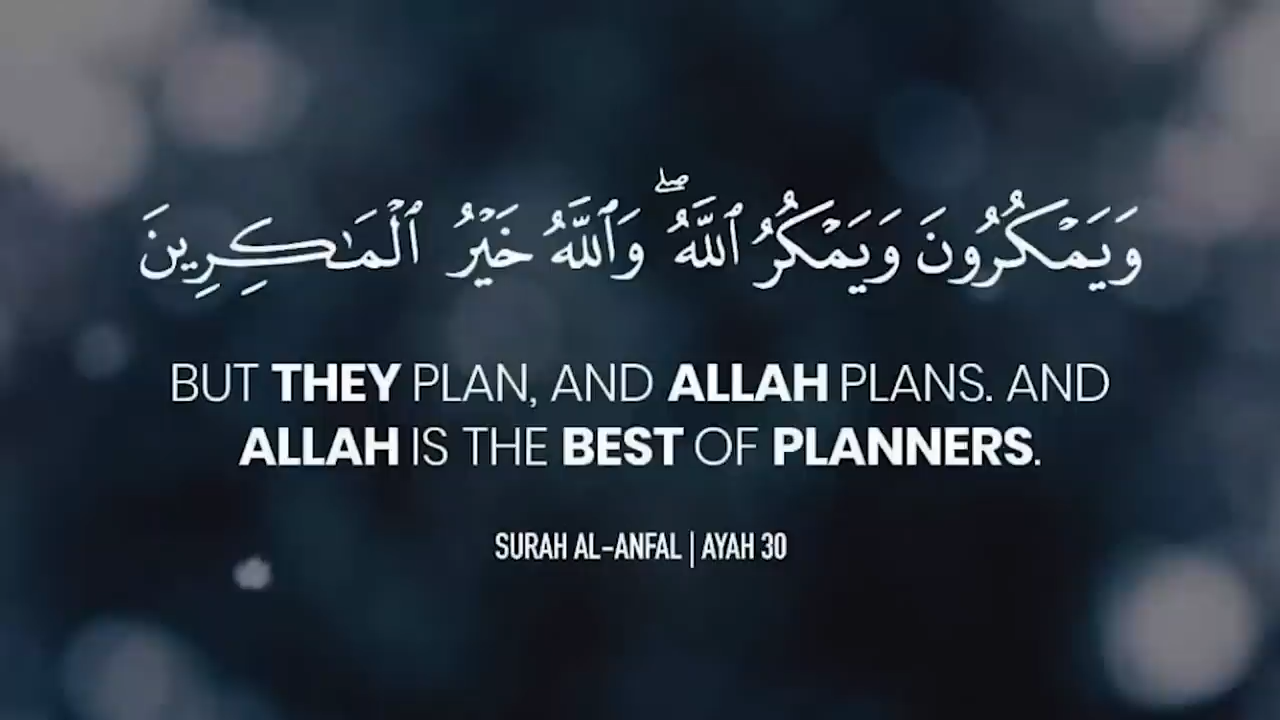 وَيَمۡكُرُونَ وَيَمۡكُرُ ٱللَّهُۖ وَٱللَّهُ خَيۡرُ ٱلۡمَـٰكِرِينَ
BUT THEY PLAN, AND ALLAH PLANS. AND
ALLAH IS THE BEST OF PLANNERS.
SURAH AL-ANFAL | AYAH 30